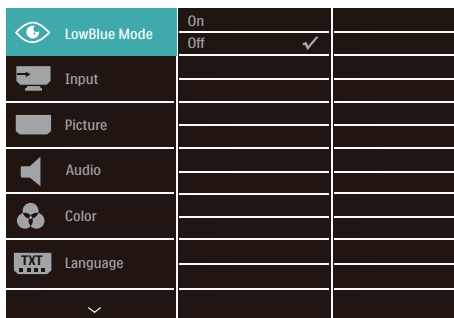 LowBlue Mode
On
Off
Input
Picture
Audio
Color
TXT
Language